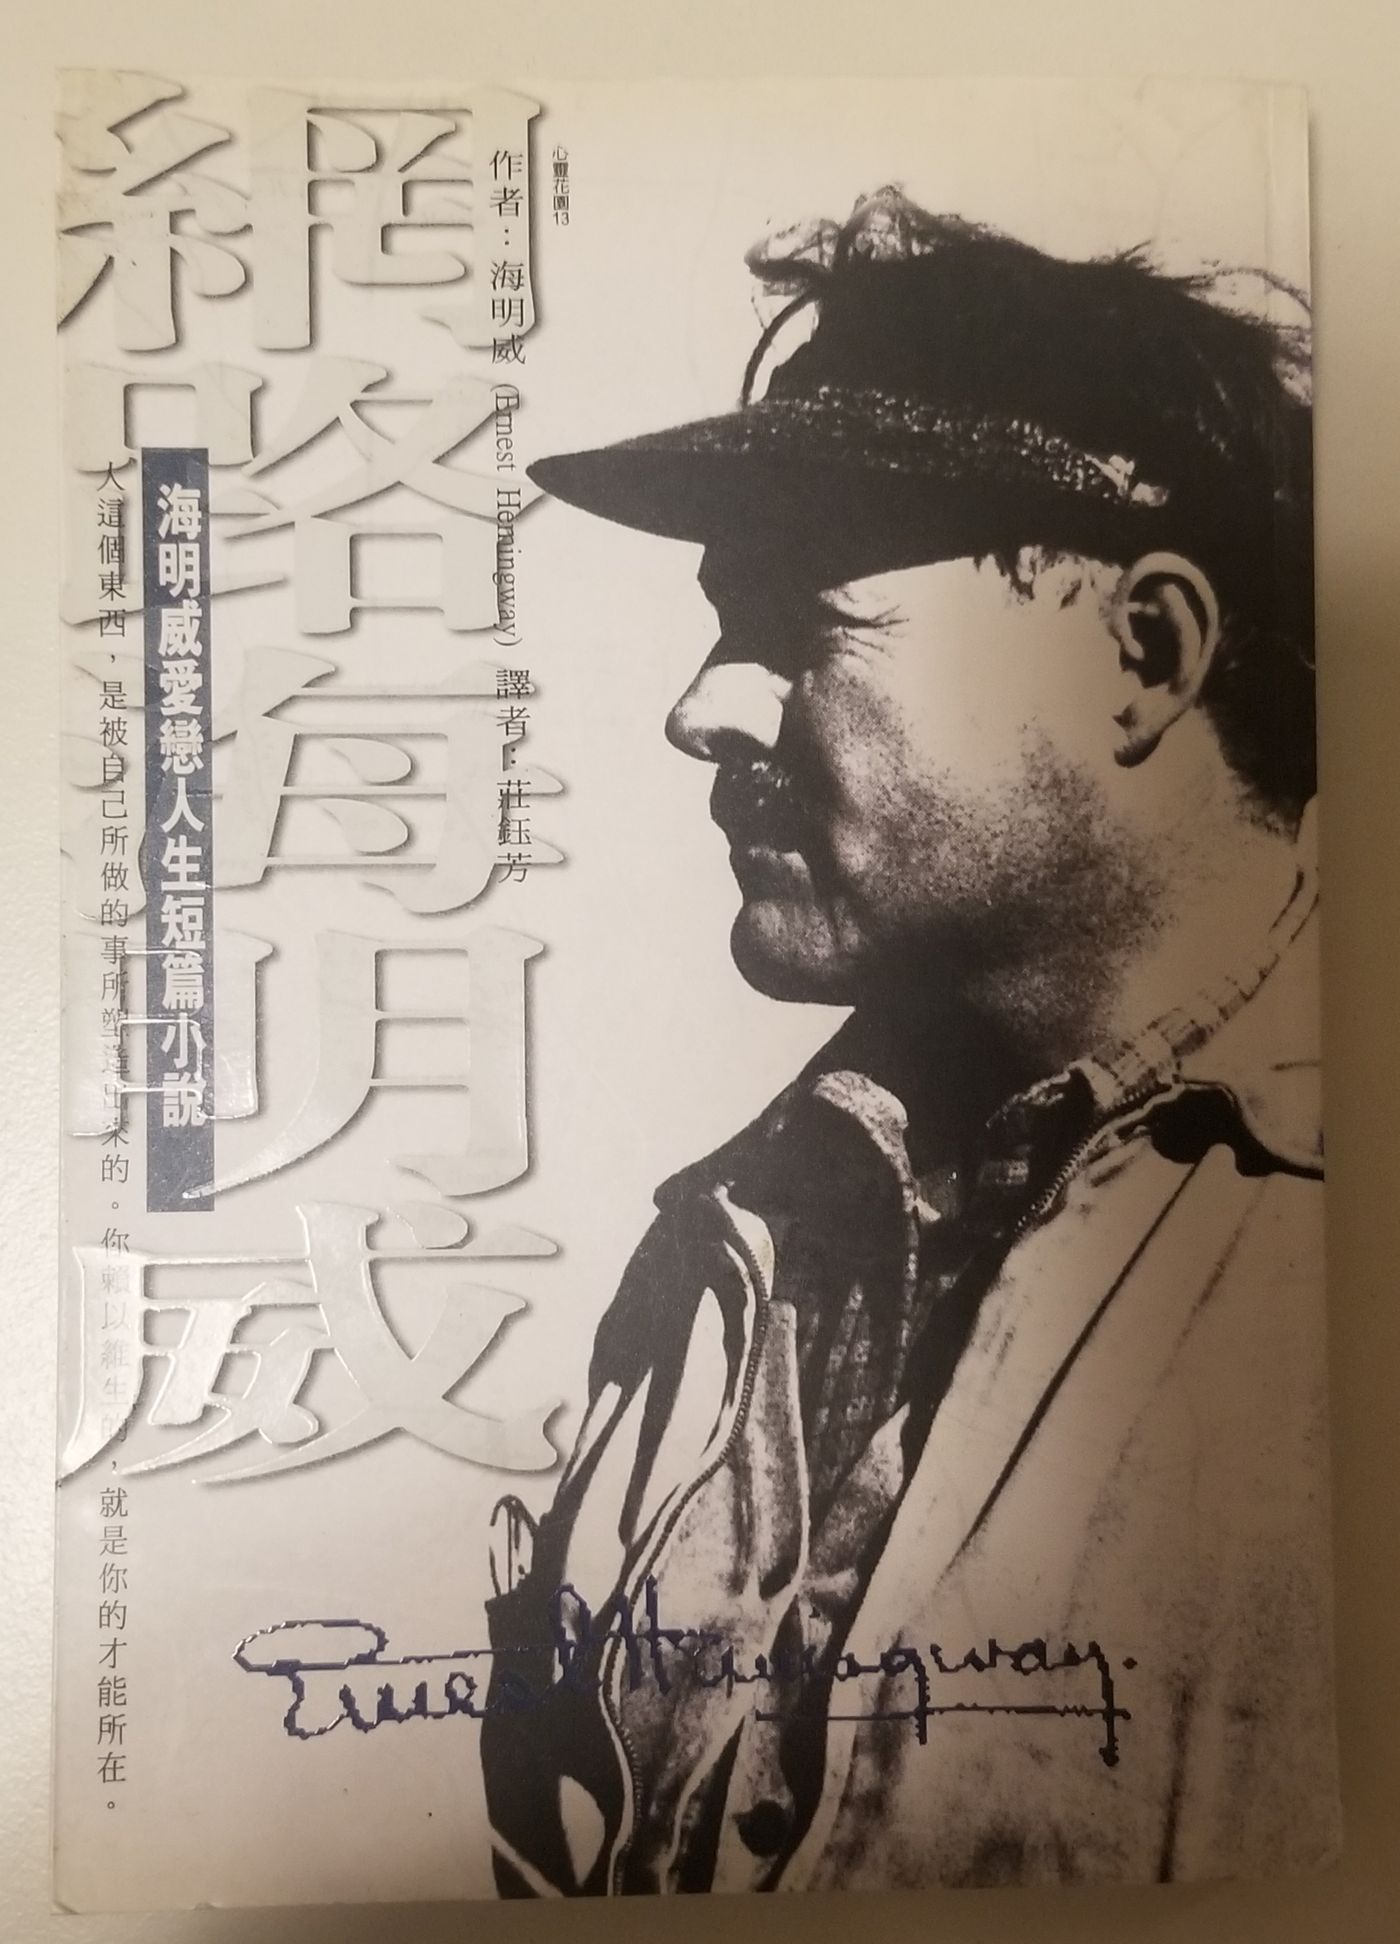 心靈花園13
作者：海明威 (Ernest Hemingway) 譯者：莊鈺芳
網路海明威
海明威愛戀人生短篇小說
人這個東西，是被自己所做的事所塑造出來的。你賴以維生的，就是你的才能所在。
Ernest Hemingway.